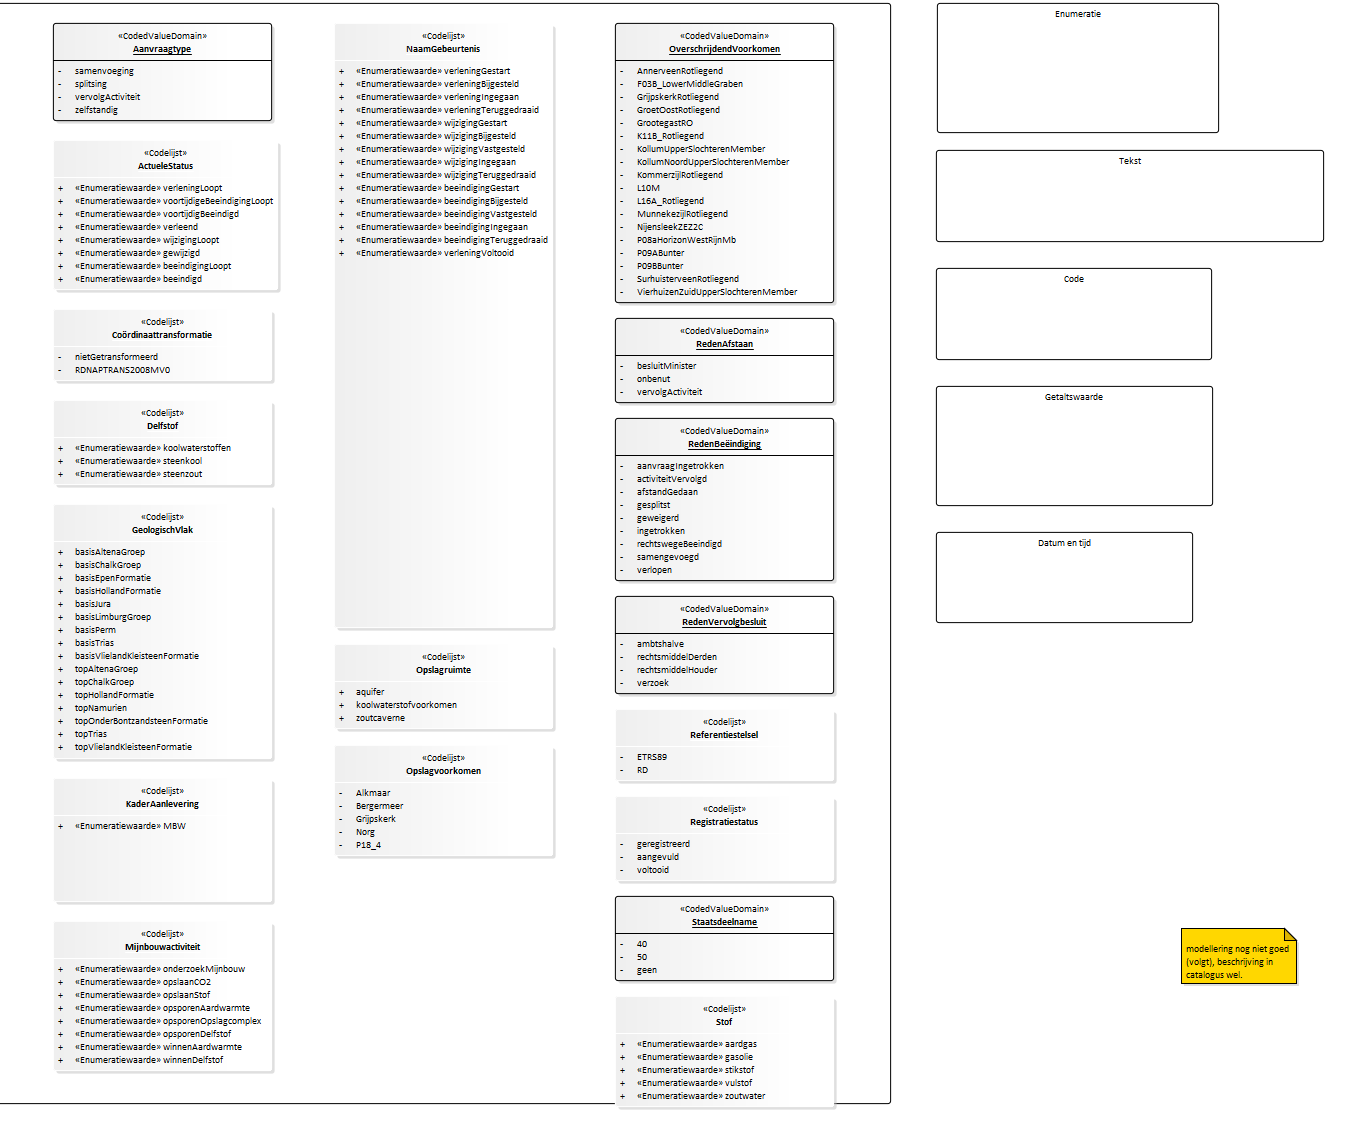 «CodedValueDomain»
Aanvraagtype
- samenvoeging
- splitsing
- vervolgActiviteit
- zelfstandig
«Codelijst»
ActueleStatus
+ «Enumeratiewaarde» verleningLoopt
+ «Enumeratiewaarde» voortijdigeBeendigingLoopt
+ «Enumeratiewaarde» voortijdigBeendigd
+ «Enumeratiewaarde» verleend
+ «Enumeratiewaarde» wijzigingLoopt
+ «Enumeratiewaarde» gewijzigd
+ «Enumeratiewaarde» beeindigingLoopt
+ «Enumeratiewaarde» beeindigd
«Codelijst»
Coördinaattransformatie
- nietGetransformeerd
- RDNAPTRANS2008MV0
«Codelijst»
Delfstof
+ «Enumeratiewaarde» koolwaterstoffen
+ «Enumeratiewaarde» steenkool
+ «Enumeratiewaarde» steenzout
«Codelijst»
GeologischVlak
+ basisAltenaGroep
+ basisChalkGroep
+ basisEpenFormatie
+ basisHollandFormatie
+ basisJura
+ basisLimburgGroep
+ basisPerm
+ basisTrias
+ basisVlielandKleisteenFormatie
+ topAltenaGroep
+ topChalkGroep
+ topHollandFormatie
+ topNamurien
+ topOnderBontzandsteenFormatie
+ topTrias
+ topVlielandKleisteenFormatie
«Codelijst»
KaderAanlevering
+ «Enumeratiewaarde» MBW
«Codelijst»
Mijnbouwactiviteit
+ «Enumeratiewaarde» onderzoekMijnbouw
+ «Enumeratiewaarde» opslaanCO2
+ «Enumeratiewaarde» opslaanStof
+ «Enumeratiewaarde» opsporenAardwarmte
+ «Enumeratiewaarde» opsporenOpslagcomplex
+ «Enumeratiewaarde» opsporenDelfstof
+ «Enumeratiewaarde» winnenAardwarmte
+ «Enumeratiewaarde» winnenDelfstof
«Codelijst»
NaamGebeurtenis
+ «Enumeratiewaarde» verleningGestart
+ «Enumeratiewaarde» verleningBijgesteld
+ «Enumeratiewaarde» verleningIngegaan
+ «Enumeratiewaarde» verleningTeruggedraaid
+ «Enumeratiewaarde» wijzigingGestart
+ «Enumeratiewaarde» wijzigingBijgesteld
+ «Enumeratiewaarde» wijzigingVastgesteld
+ «Enumeratiewaarde» wijzigingIngegaan
+ «Enumeratiewaarde» wijzigingTeruggedraaid
+ «Enumeratiewaarde» beeindigingGestart
+ «Enumeratiewaarde» beeindigingBijgesteld
+ «Enumeratiewaarde» beeindigingVastgesteld
+ «Enumeratiewaarde» beeindigingIngegaan
+ «Enumeratiewaarde» beeindigingTeruggedraaid
+ «Enumeratiewaarde» verleningVoltooid
«Codelijst»
Opslagruimte
+ aquifer
+ koolwaterstofvoorkomen
+ zoutcaverne
«Codelijst»
Opslagvoorkomen
- Alkmaar
- Bergermeer
- Grijpskerk
- Norg
- P18_4
«CodedValueDomain»
OverschrijdendVoorkomen
- AnnerveenRotliegend
- F03B_LowerMiddleGraben
- GrijpskerkRotliegend
- GroetOostRotliegend
- GrootegastRO
- K11B_Rotliegend
- KollumUpperSlochterenMember
- KollumNoordUpperSlochterenMember
- KommerzijlRotliegend
- L10M
- L16A_Rotliegend
- MunnekezijlRotliegend
- NijensleekZEZ2C
- P08aHorizonWestRijnMb
- P09ABunter
- P09BBunter
- SurhuisterveenRotliegend
- VierhuizenZuidUpperSlochterenMember
«CodedValueDomain»
RedenAfstaan
- besluitMinister
- onbenut
- vervolgActiviteit
«CodedValueDomain»
RedenBeëindiging
- aanvraagIngetrokken
- activiteitVervolgd
- afstandGedaan
- gesplitst
- geweigerd
- ingetrokken
- rechtswegeBeeindigd
- samengevoegd
- verlopen
«CodedValueDomain»
RedenVervolgbesluit
- ambtshalve
- rechtsmiddelDerden
- rechtsmiddelHouder
- verzoek
«Codelijst»
Referentiestelsel
- ETRS89
- RD
«Codelijst»
Registratiestatus
- geregistreerd
- aangevuld
- voltooid
«CodedValueDomain»
Staatsdeelname
- 40
- 50
- geen
«Codelijst»
Stof
+ «Enumeratiewaarde» aardgas
+ «Enumeratiewaarde» gasolie
+ «Enumeratiewaarde» stikstof
+ «Enumeratiewaarde» vulstof
+ «Enumeratiewaarde» zoutwater
Enumeratie
Tekst
Code
Getaltswaarde
Datum en tijd
modellering nog niet goed
(volgt), beschrijving in
catalogus wel.